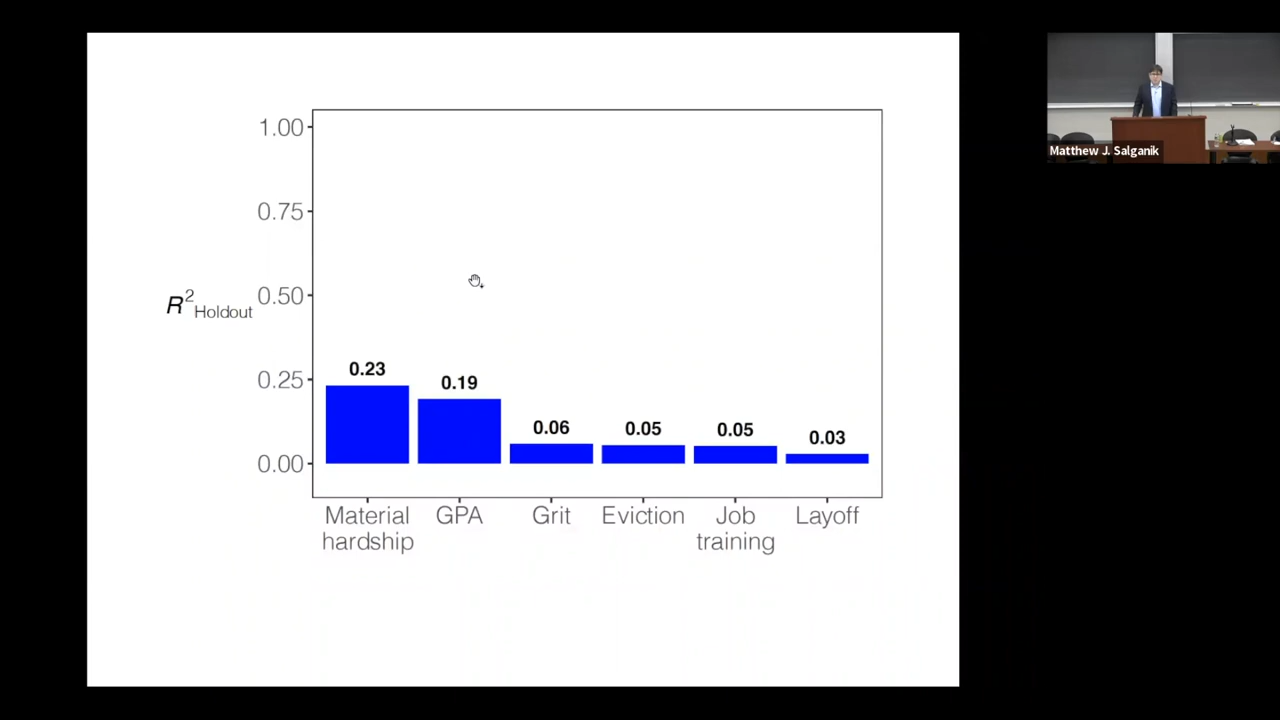 1.00
0.75
R²Holdout
0.50
0.25
0.00
0.23
0.19
0.06
0.05
0.05
0.03
Material
hardship
GPA
Grit
Eviction
Job
training
Layoff
Matthew J. Salganik